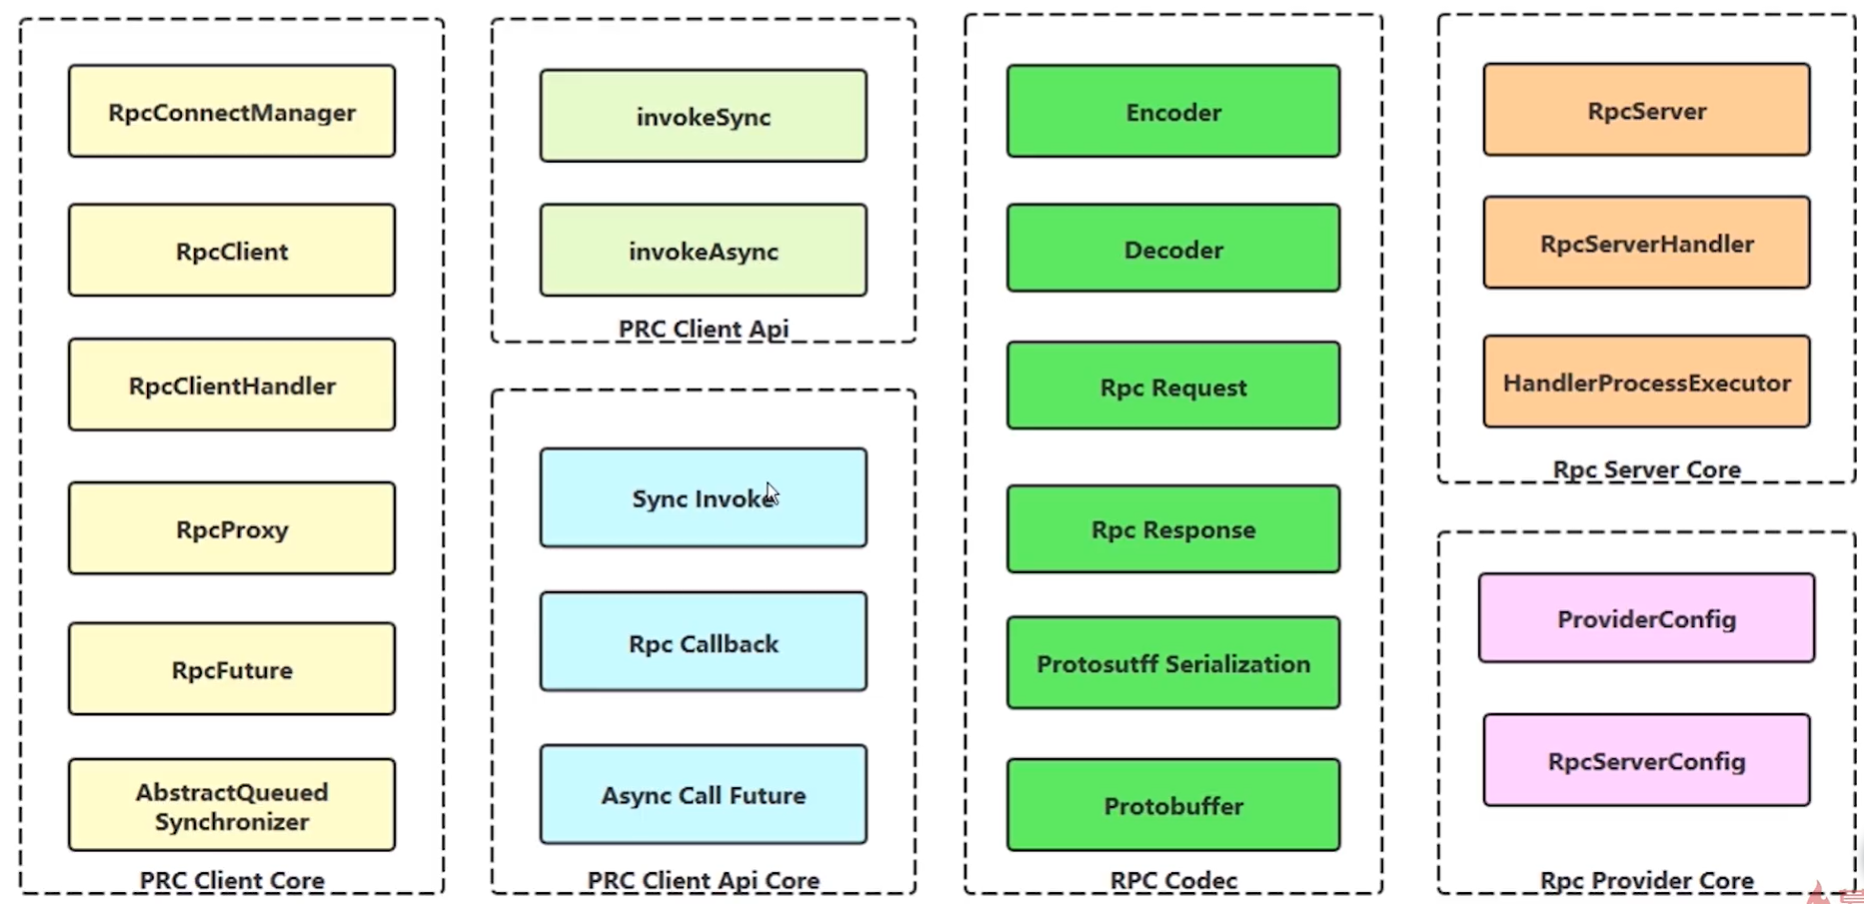 RpcConnectManager
RpcClient
RpcClientHandler
RpcProxy
RpcFuture
AbstractQueued
Synchronizer
PRC Client Core
invokeSync
invokeAsync
PRC Client Api
Sync Invoke
Rpc Callback
Async Call Future
PRC Client Api Core
Encoder
Decoder
Rpc Request
Rpc Response
Protosutff Serialization
Protobuffer
RPC Codec
RpcServer
RpcServerHandler
HandlerProcessExecutor
Rpc Server Core
ProviderConfig
RpcServerConfig
Rpc Provider Core